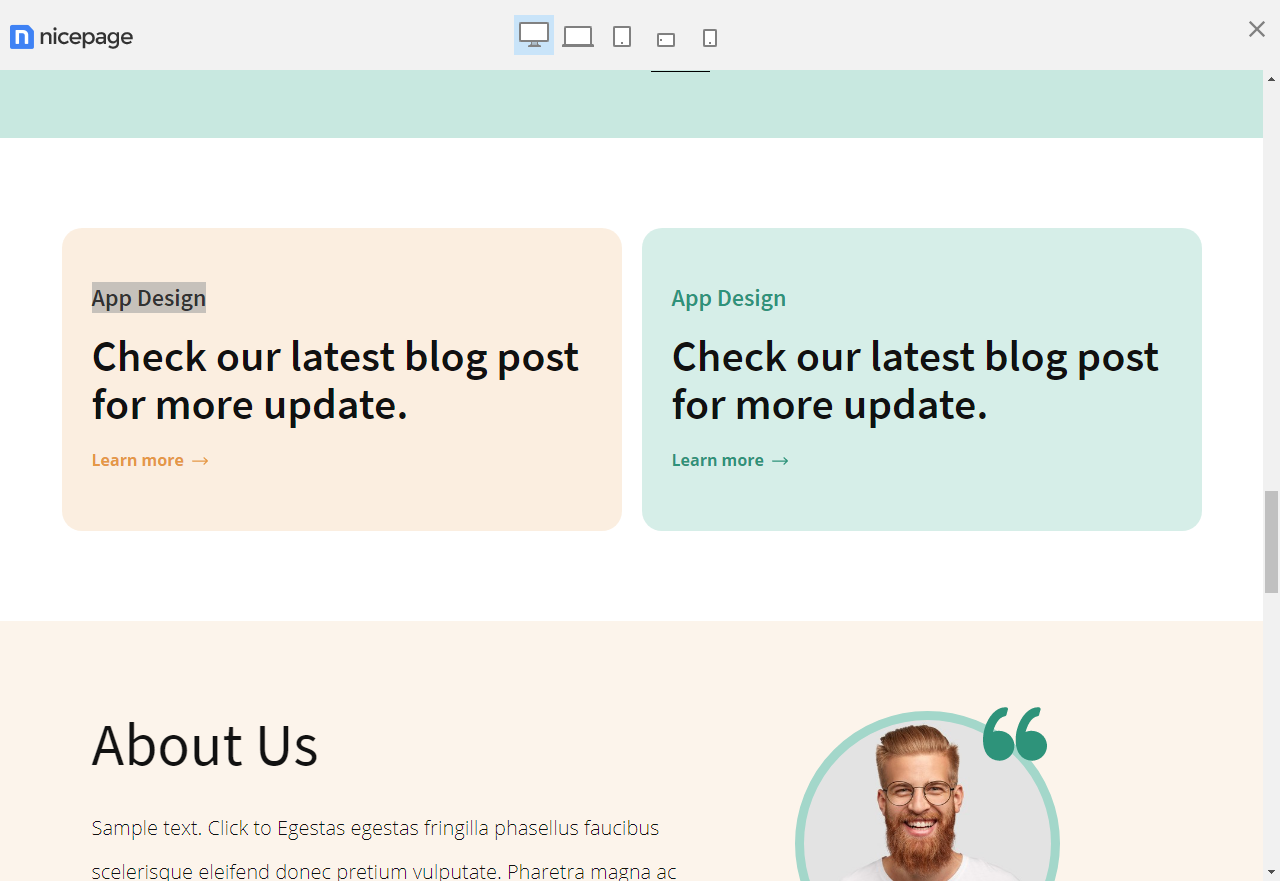 nicepage
App Design
Check our latest blog post
for more update.
Learn more →
App Design
Check our latest blog post
for more update.
Learn more →
About Us
Sample text. Click to Egestas egestas fringilla phasellus faucibus
scelerisque eleifend donec pretium vulputate. Pharetra magna ac